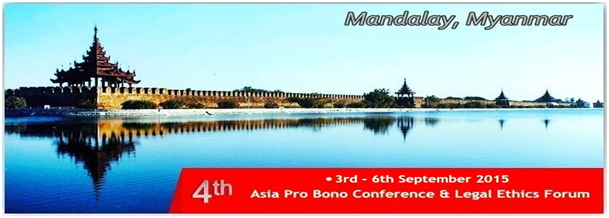 Mandalay, Myanmar
4th
• 3rd - 6th September 2015
Asia Pro Bono Conference & Legal Ethics Forum